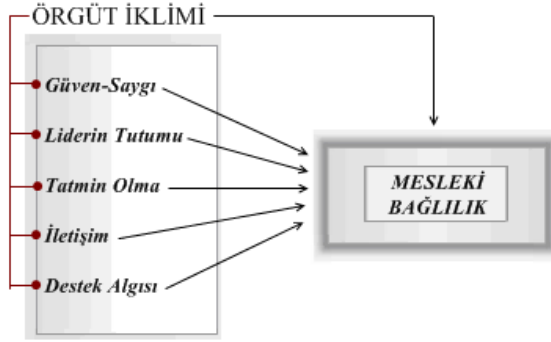 ÖRGÜT İKLİMİ
Güven-Saygı
Liderin Tutumu
Tatmin Olma
İletişim
Destek Algısı
MESLEKİ
BAĞLILIK